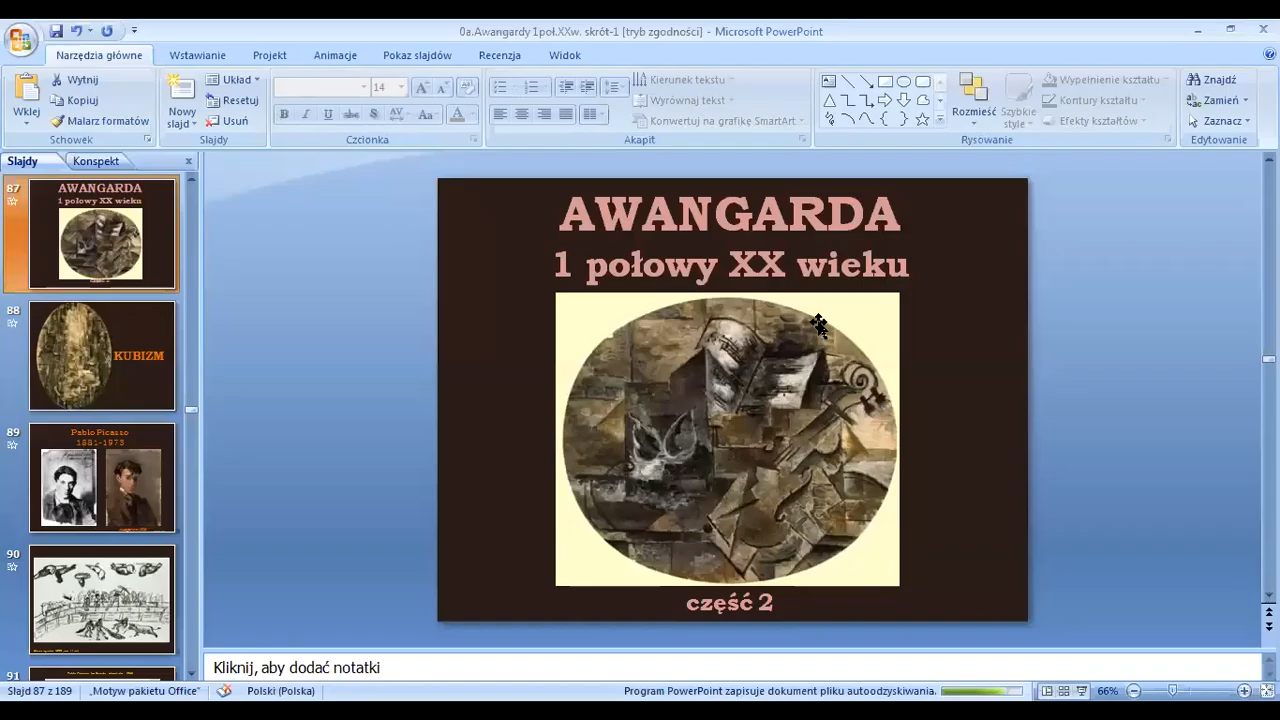 0a.Awangardy 1poł.XXw. skrót-1 [tryb zgodności] - Microsoft PowerPoint
Narzędzia główne Wstawianie Projekt Animacje Pokaz slajdów Recenzja Widok
Wklej
Wytnij
Kopiuj
Malarz formatów
Schowek
Nowy slajd
Układ
Resetuj
Usuń
Slajdy
14
B I U abc S AV Aa A
Czcionka
Kierunek tekstu
Wyrównaj tekst
Konwertuj na grafikę SmartArt
Akapit
Rozmieść
Szybkie style
Wypełnienie kształtu
Kontury kształtu
Efekty kształtów
Rysowanie
Znajdź
Zamień
Zaznacz
Edytowanie
Slajdy Konspekt
87
AWANGARDA
1 połowy XX wieku
88
KUBIZM
89
Pablo Picasso
1881-1973
90
91
AWANGARDA
1 połowy XX wieku
część 2
Kliknij, aby dodać notatki
Slajd 87 z 189 „Motyw pakietu Office” Polski (Polska) Program PowerPoint zapisuje dokument pliku autoodzyskiwania. 66%